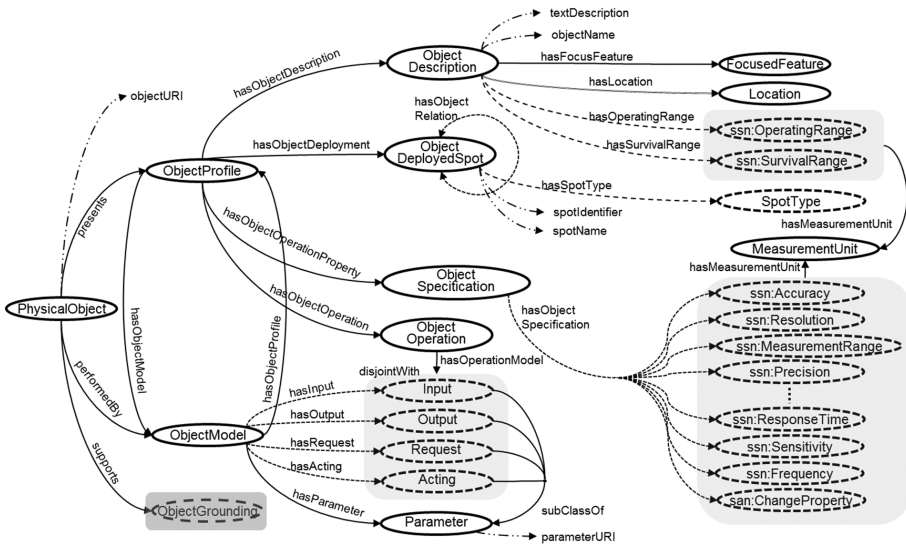 textDescription
objectName
Object
Description
hasFocusFeature
FocusedFeature
hasObjectDescription
hasLocation
Location
objectURI
hasObject
Relation
hasOperatingRange
ssn:OperatingRange
hasObjectDeployment
Object
DeployedSpot
hasSurvivalRange
ssn:SurvivalRange
ObjectProfile
hasSpotType
SpotType
presents
spotIdentifier
spotName
hasMeasurementUnit
hasObjectOperationProperty
MeasurementUnit
hasMeasurementUnit
Object
Specification
hasObject
Specification
ssn:Accuracy
PhysicalObject
hasObjectModel
hasObjectOperation
hasObjectProfile
Object
Operation
ssn:Resolution
ssn:MeasurementRange
hasOperationModel
ssn:Precision
disjointWith
performedBy
hasInput
Input
hasOutput
Output
ssn:ResponseTime
ObjectModel
hasRequest
Request
ssn:Sensitivity
hasActing
Acting
ssn:Frequency
supports
hasParameter
san:ChangeProperty
ObjectGrounding
subClassOf
Parameter
parameterURI